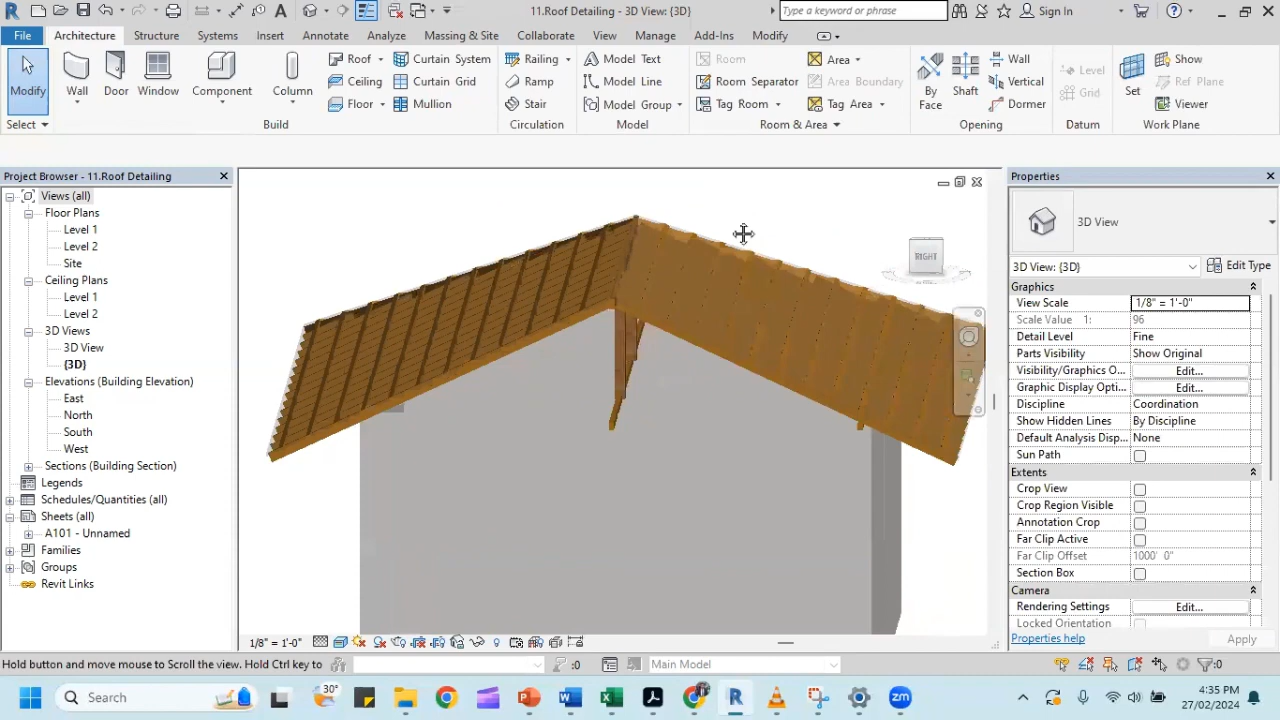 11.Roof Detailing - 3D View: {3D}
Type a keyword or phrase
Sign In
File Architecture Structure Systems Insert Annotate Analyze Massing & Site Collaborate View Manage Add-Ins Modify
Modify
Select
Wall
Door
Window
Component
Column
Roof
Ceiling
Floor
Curtain System
Curtain Grid
Mullion
Build
Railing
Ramp
Stair
Circulation
Model Text
Model Line
Model Group
Model
Room
Room Separator
Tag Room
Area
Area Boundary
Tag Area
Room & Area
By
Face
Shaft
Wall
Vertical
Dormer
Opening
Level
Grid
Datum
Set
Show
Ref Plane
Viewer
Work Plane
Project Browser - 11.Roof Detailing
Views (all)
Floor Plans
Level 1
Level 2
Site
Ceiling Plans
Level 1
Level 2
3D Views
3D View
{3D}
Elevations (Building Elevation)
East
North
South
West
Sections (Building Section)
Legends
Schedules/Quantities (all)
Sheets (all)
A101 - Unnamed
Families
Groups
Revit Links
RIGHT
Properties
3D View
3D View: {3D}
Edit Type
Graphics
View Scale 1/8" = 1'-0"
Scale Value 1: 96
Detail Level Fine
Parts Visibility Show Original
Visibility/Graphics O... Edit...
Graphic Display Opti... Edit...
Discipline Coordination
Show Hidden Lines By Discipline
Default Analysis Disp... None
Sun Path
Extents
Crop View
Crop Region Visible
Annotation Crop
Far Clip Active
Far Clip Offset 1000' 0"
Section Box
Camera
Rendering Settings Edit...
Locked Orientation
Properties help
Apply
1/8" = 1'-0"
Hold button and move mouse to Scroll the view. Hold Ctrl key to
:0
Main Model
:0
Search
30°
zm
4:35 PM
27/02/2024